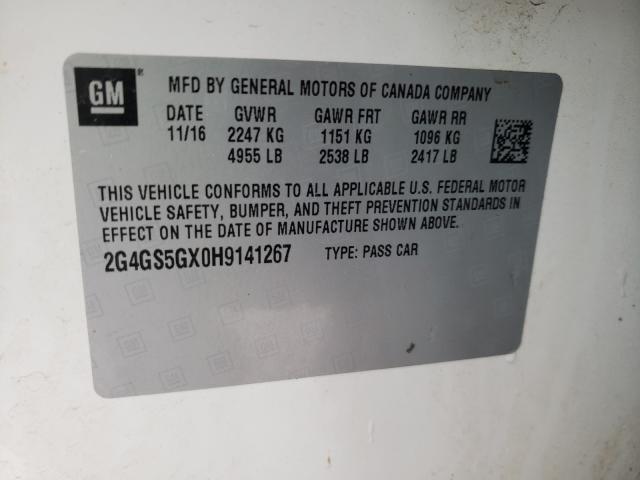 GM
MFD BY GENERAL MOTORS OF CANADA COMPANY
DATE GVWR GAWR FRT GAWR RR
11/16 2247 KG 1151 KG 1096 KG
4955 LB 2538 LB 2417 LB
THIS VEHICLE CONFORMS TO ALL APPLICABLE U.S. FEDERAL MOTOR
VEHICLE SAFETY, BUMPER, AND THEFT PREVENTION STANDARDS IN
EFFECT ON THE DATE OF MANUFACTURE SHOWN ABOVE.
2G4GS5GX0H9141267 TYPE: PASS CAR